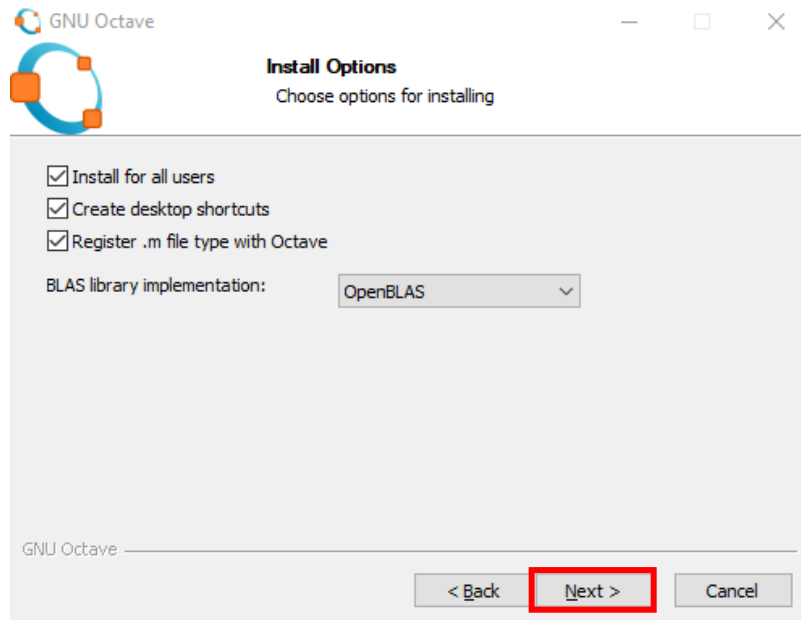 GNU Octave
Install Options
Choose options for installing
Install for all users
Create desktop shortcuts
Register .m file type with Octave
BLAS library implementation: OpenBLAS
GNU Octave
< Back Next > Cancel